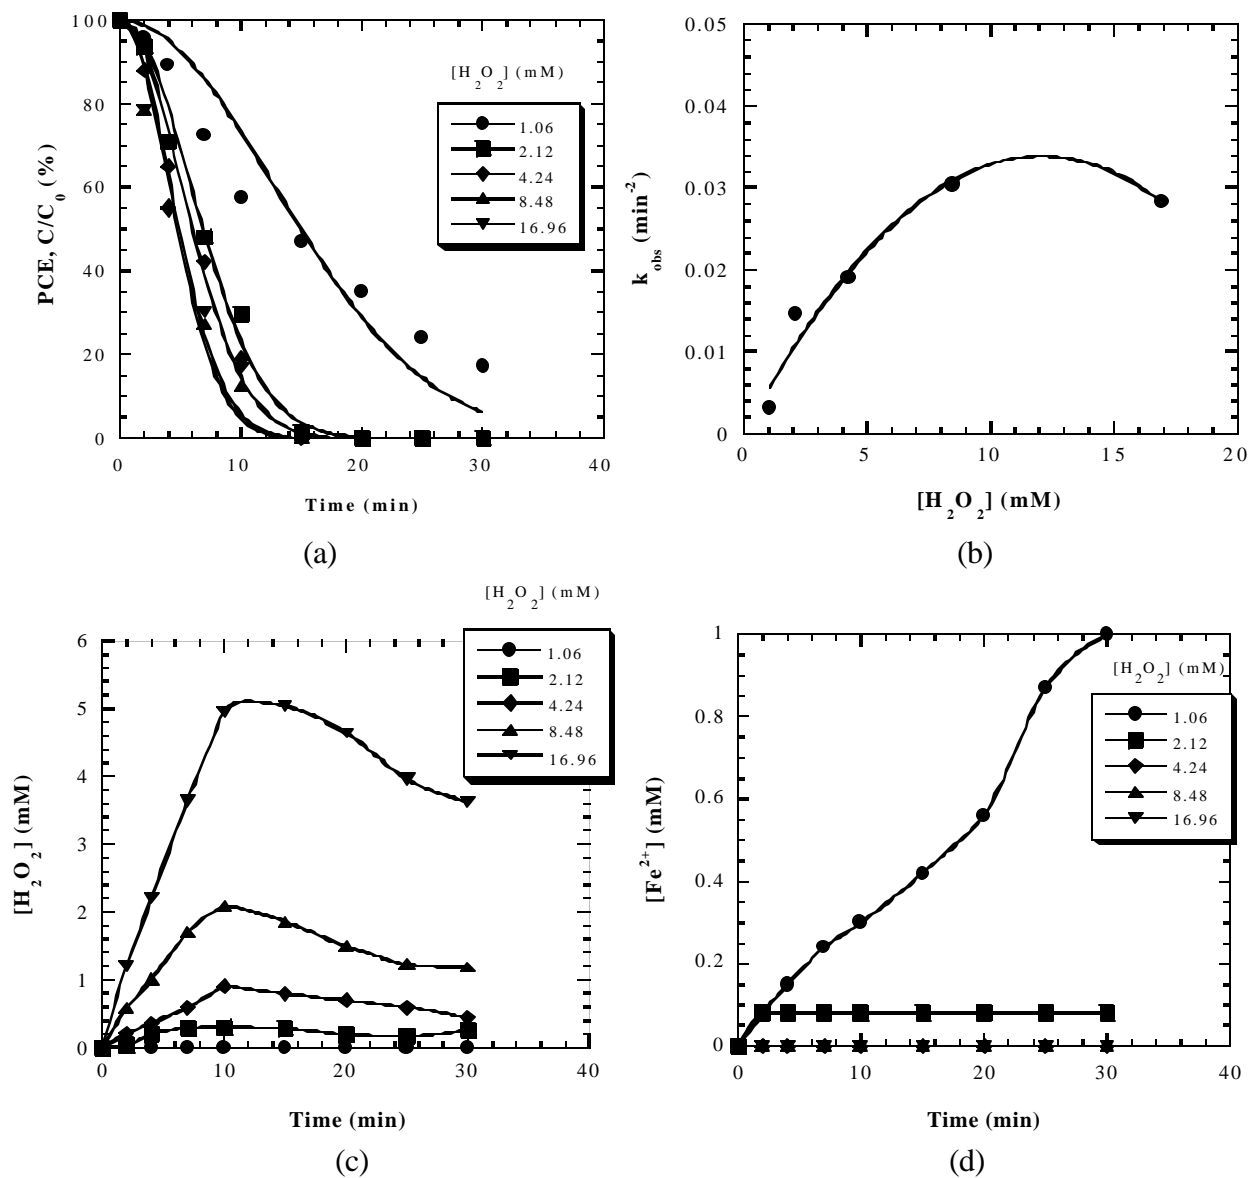 100
80
60
40
20
0
PCE, C/C0 (%)
[H2O2] (mM)
1.06
2.12
4.24
8.48
16.96
0 10 20 30 40
Time (min)
(a)
0.05
0.04
0.03
0.02
0.01
0
kobs (min-2)
0 5 10 15 20
[H2O2] (mM)
(b)
[H2O2] (mM)
1.06
2.12
4.24
8.48
16.96
6
5
4
3
2
1
0
[H2O2] (mM)
0 10 20 30 40
Time (min)
(c)
1
0.8
0.6
0.4
0.2
0
[Fe2+] (mM)
[H2O2] (mM)
1.06
2.12
4.24
8.48
16.96
0 10 20 30 40
Time (min)
(d)